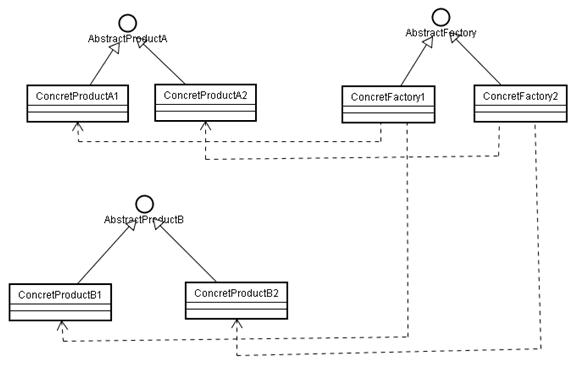 AbstractProductA
AbstractFactory
ConcretProductA1
ConcretProductA2
ConcretFactory1
ConcretFactory2
AbstractProductB
ConcretProductB1
ConcretProductB2